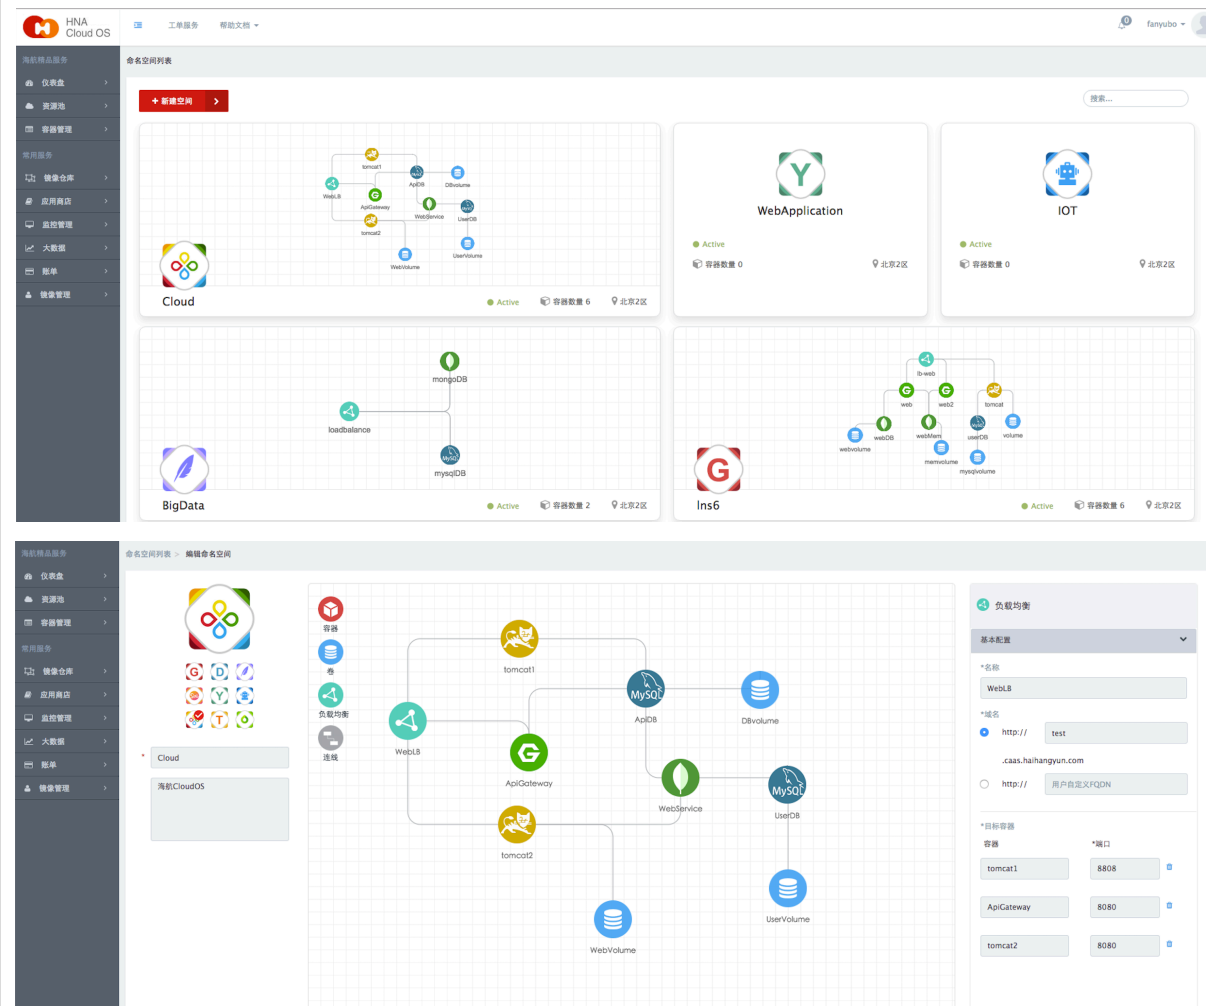 HNA
Cloud OS
工单服务
帮助文档
0
fanyubo
海航精品服务
仪表盘
资源池
容器管理
常用服务
镜像仓库
应用商店
监控管理
大数据
账单
镜像管理
命名空间列表
+ 新建空间
搜索...
tomcat1
ApiDB
DBvolume
WebLB
ApiGateway
WebService
UserDB
tomcat2
WebVolume
UserVolume
Cloud
Active
容器数量 6
北京2区
Y
WebApplication
Active
容器数量 0
北京2区
IOT
Active
容器数量 0
北京2区
mongoDB
loadbalance
MySQL
mysqlDB
BigData
Active
容器数量 2
北京2区
lb-web
web
web2
tomcat
webvolume
webDB
webMem
userDB
volume
memvolume
mysqlvolume
G
Ins6
Active
容器数量 6
北京2区
海航精品服务
仪表盘
资源池
容器管理
常用服务
镜像仓库
应用商店
监控管理
大数据
账单
镜像管理
命名空间列表 > 编辑命名空间
G D
Y
T
* Cloud
海航CloudOS
容器
卷
负载均衡
连线
tomcat1
MySQL
ApiDB
DBvolume
WebLB
ApiGateway
WebService
MySQL
UserDB
tomcat2
UserVolume
WebVolume
负载均衡
基本配置
*名称
WebLB
*域名
http:// test
.caas.haihangyun.com
http:// 用户自定义FQDN
*目标容器
容器 *端口
tomcat1 8808
ApiGateway 8080
tomcat2 8080